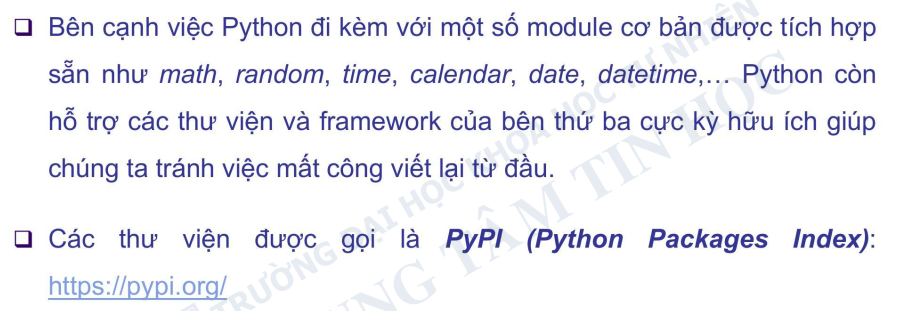 Bên cạnh việc Python đi kèm với một số module cơ bản được tích hợp
sẵn như math, random, time, calendar, date, datetime,… Python còn
hỗ trợ các thư viện và framework của bên thứ ba cực kỳ hữu ích giúp
chúng ta tránh việc mất công viết lại từ đầu.
Các thư viện được gọi là PyPI (Python Packages Index):
https://pypi.org/
TRƯỜNG ĐẠI HỌC KHOA HỌC TỰ NHIÊN
TÂM TIN HỌC